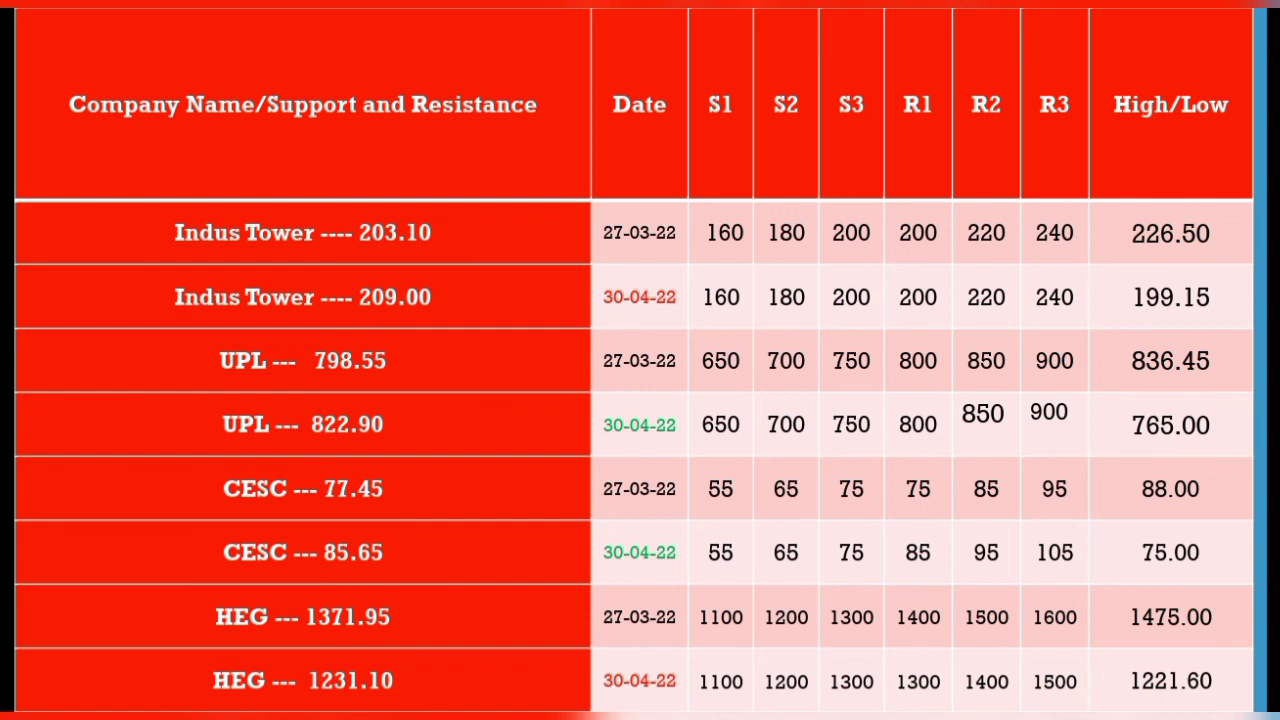 Company Name/Support and Resistance Date S1 S2 S3 R1 R2 R3 High/Low
Indus Tower ---- 203.10 27-03-22 160 180 200 200 220 240 226.50
Indus Tower ---- 209.00 30-04-22 160 180 200 200 220 240 199.15
UPL --- 798.55 27-03-22 650 700 750 800 850 900 836.45
UPL --- 822.90 30-04-22 650 700 750 800 850 900 765.00
CESC --- 77.45 27-03-22 55 65 75 75 85 95 88.00
CESC --- 85.65 30-04-22 55 65 75 85 95 105 75.00
HEG --- 1371.95 27-03-22 1100 1200 1300 1400 1500 1600 1475.00
HEG --- 1231.10 30-04-22 1100 1200 1300 1300 1400 1500 1221.60